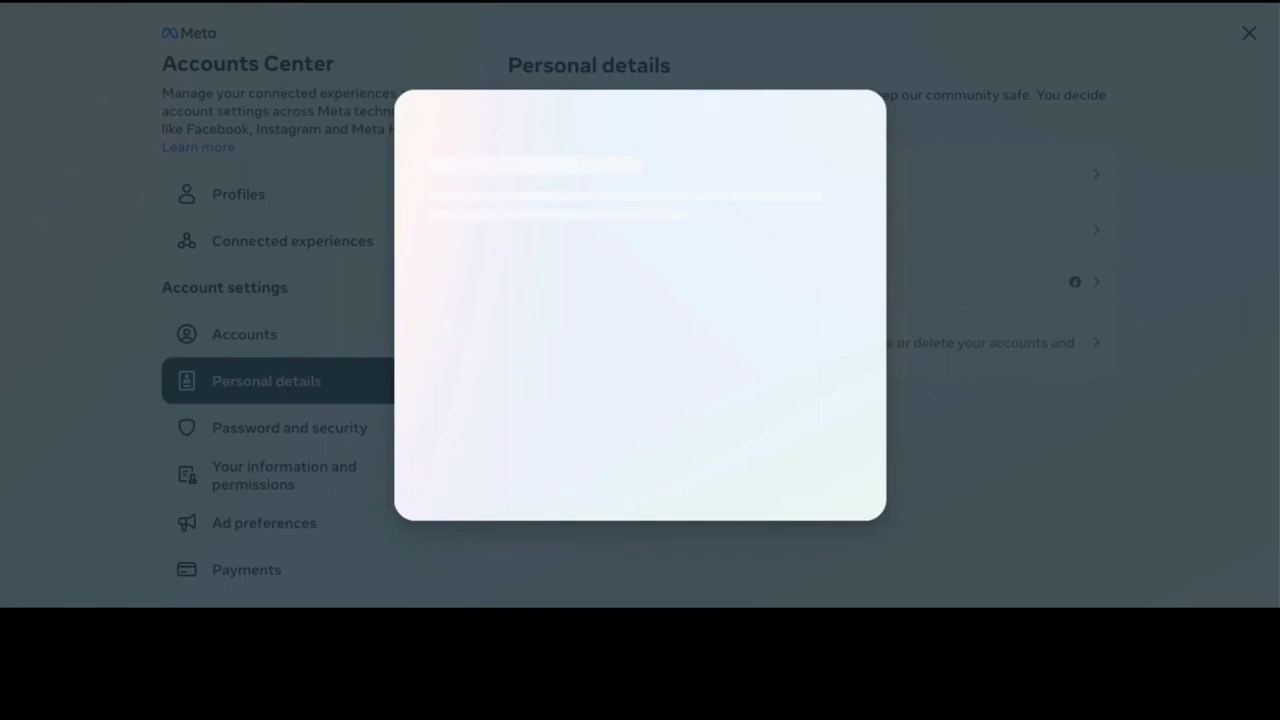 Meta
Accounts Center
Manage your connected experiences
account settings across Meta
like Facebook, Instagram and Meta
Learn more
Profiles
Connected experiences
Account settings
Accounts
Personal details
Password and security
Your information and
permissions
Ad preferences
Payments
Personal details
our community safe. You decide
or delete your accounts and